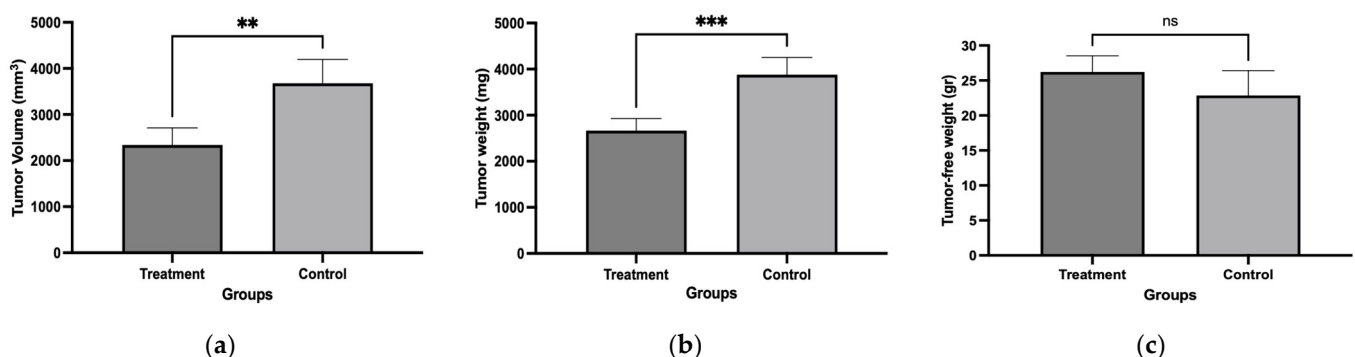 **
5000
4000
3000
2000
1000
0
Tumor Volume (mm³)
Treatment
Control
Groups
(a)
***
5000
4000
3000
2000
1000
0
Tumor weight (mg)
Treatment
Control
Groups
(b)
ns
30
25
20
15
10
5
0
Tumor-free weight (gr)
Treatment
Control
Groups
(c)